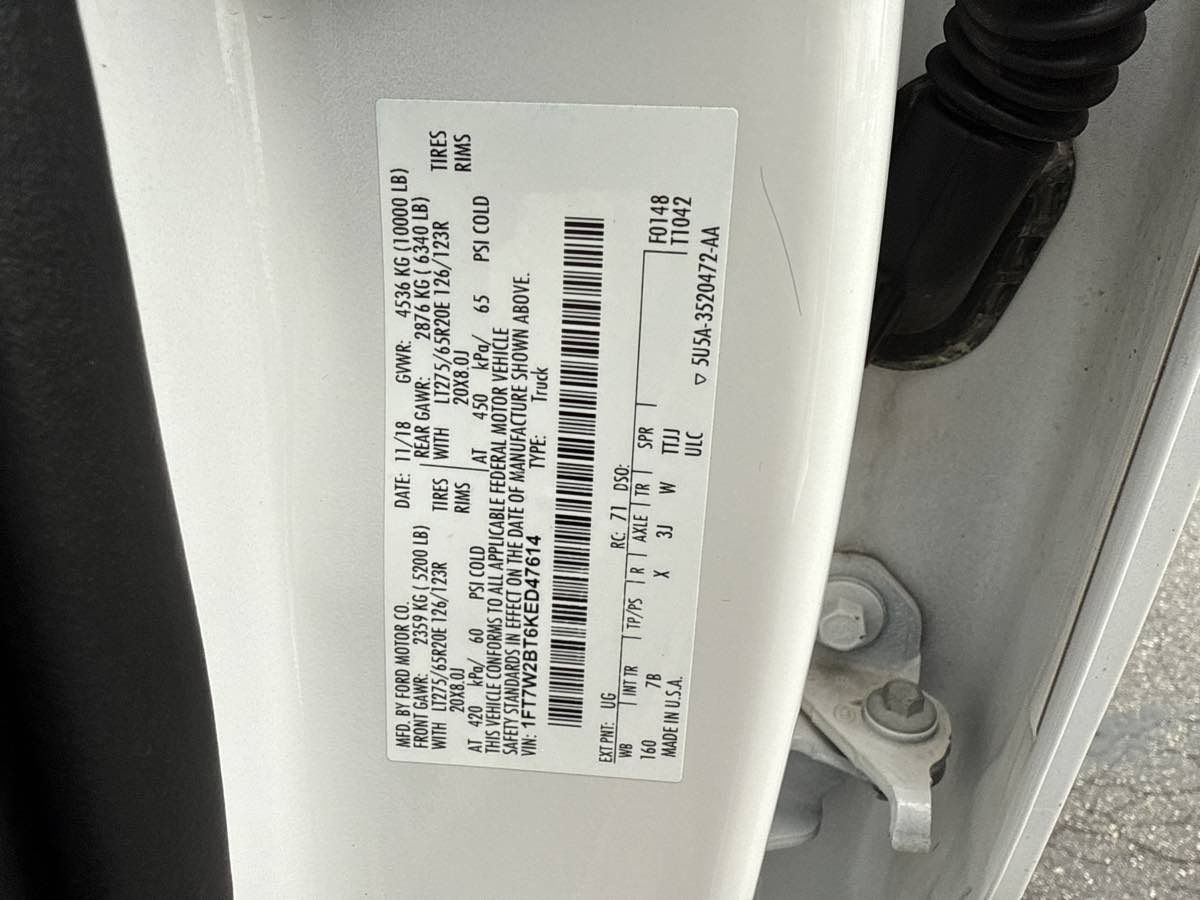 MFD. BY FORD MOTOR CO.
DATE: 11/18 GVWR: 4536 KG (10000 LB)
FRONT GAWR: 2359 KG ( 5200 LB) REAR GAWR: 2876 KG ( 6340 LB)
WITH LT275/65R20E 126/123R TIRES WITH LT275/65R20E 126/123R TIRES
20X8.0J RIMS 20X8.0J RIMS
AT 420 kPa/ 60 PSI COLD AT 450 kPa/ 65 PSI COLD
THIS VEHICLE CONFORMS TO ALL APPLICABLE FEDERAL MOTOR VEHICLE
SAFETY STANDARDS IN EFFECT ON THE DATE OF MANUFACTURE SHOWN ABOVE.
VIN: 1FT7W2BT6KED47614 TYPE: Truck
EXT PNT: UG RC: 71 DSO: F0148
WB INT TR TP/PS R AXLE TR SPR T1042
160 7B X 3J W TTJJ
MADE IN U.S.A. ULC ▽ 5U5A-3520472-AA